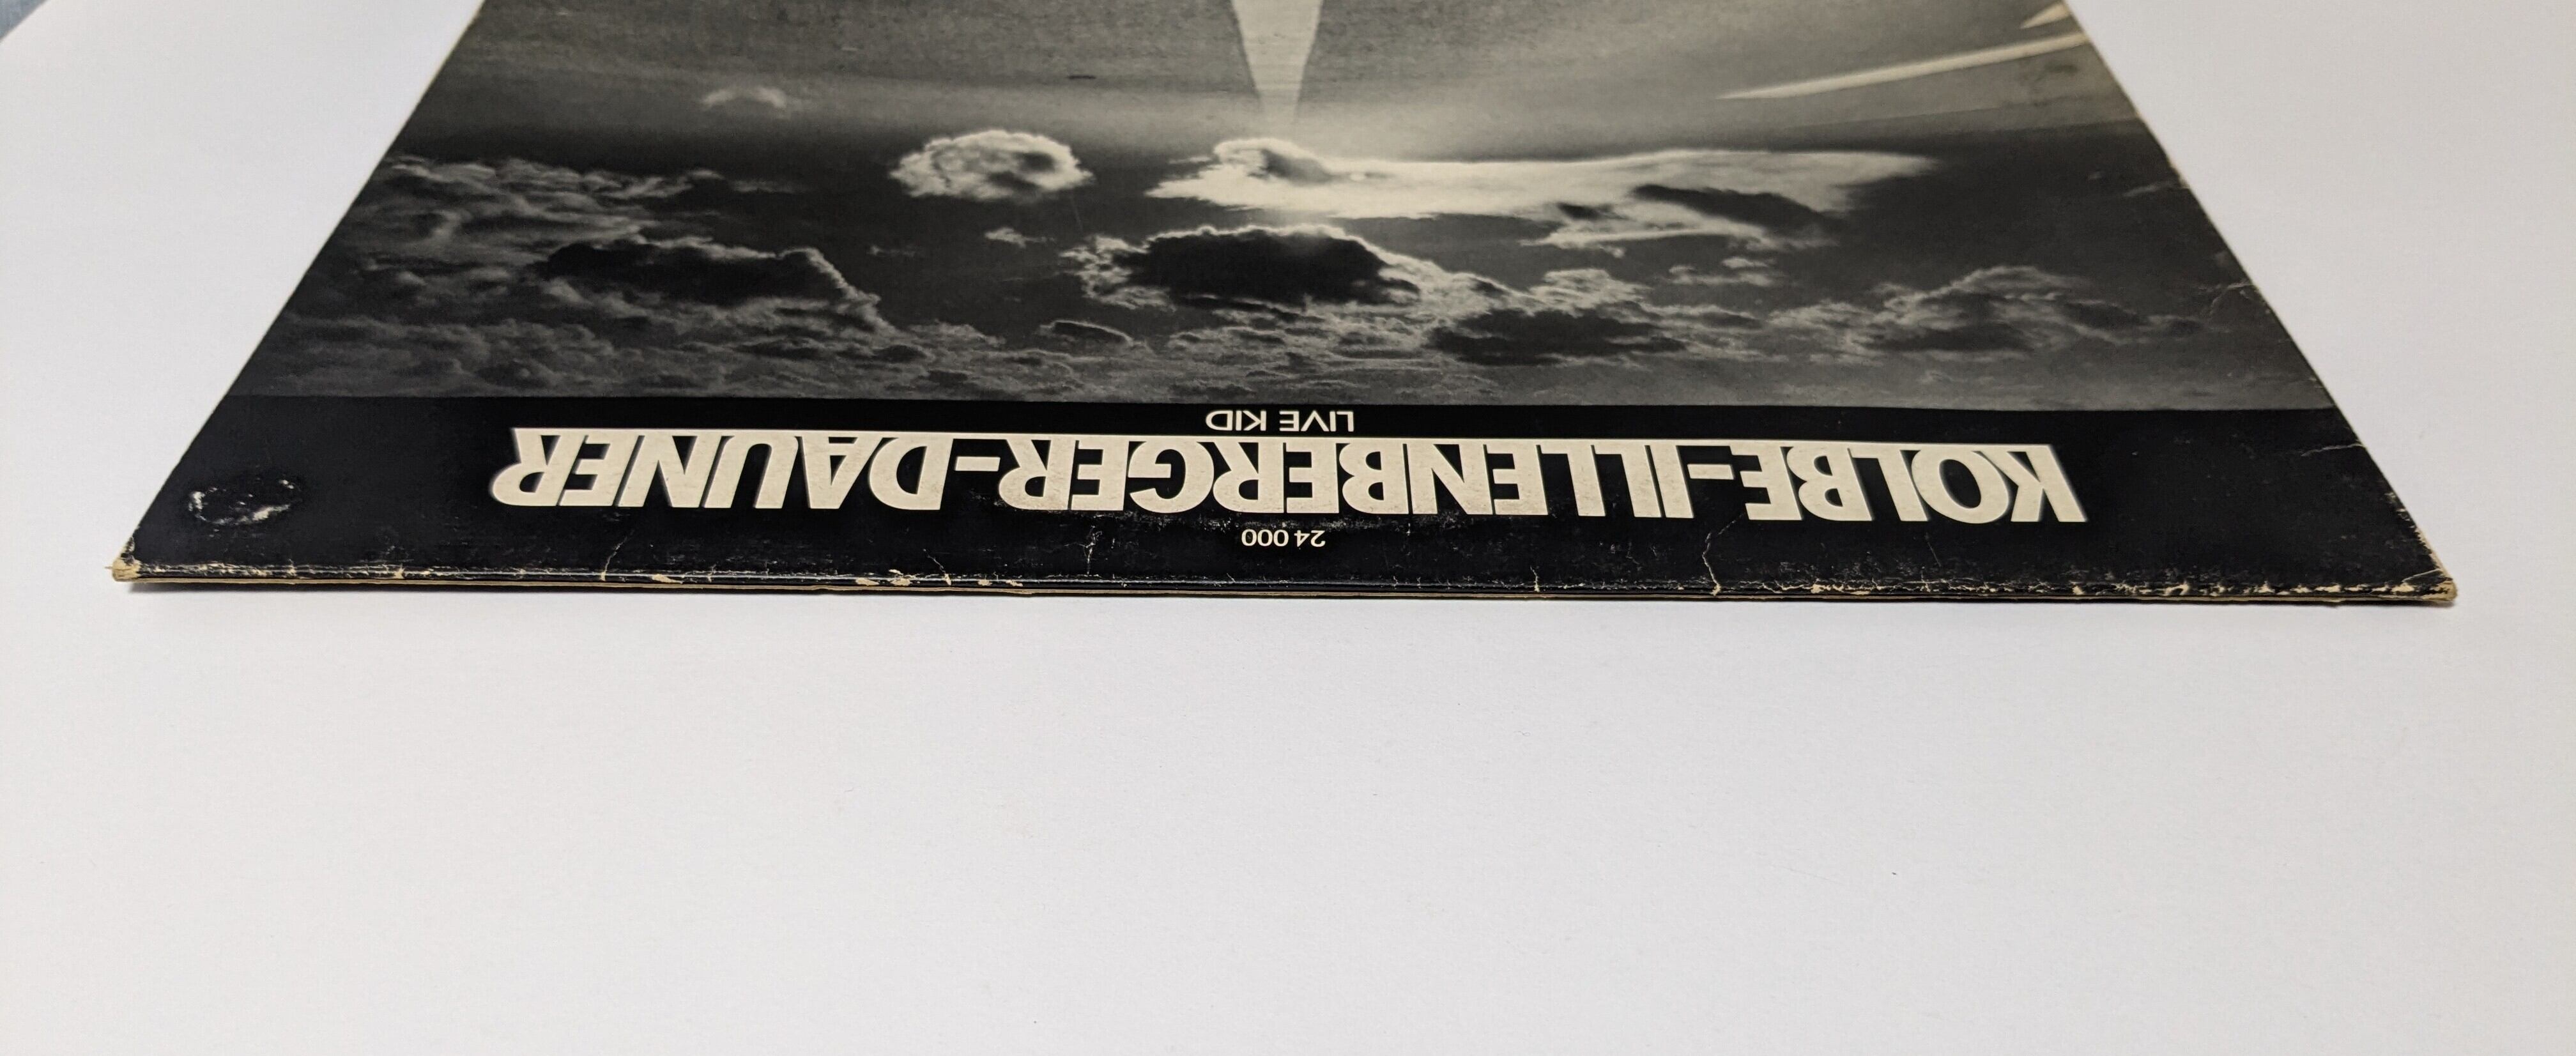 24 000
KOLBE-ILLENBERGER-DAUNER
LIVE KID